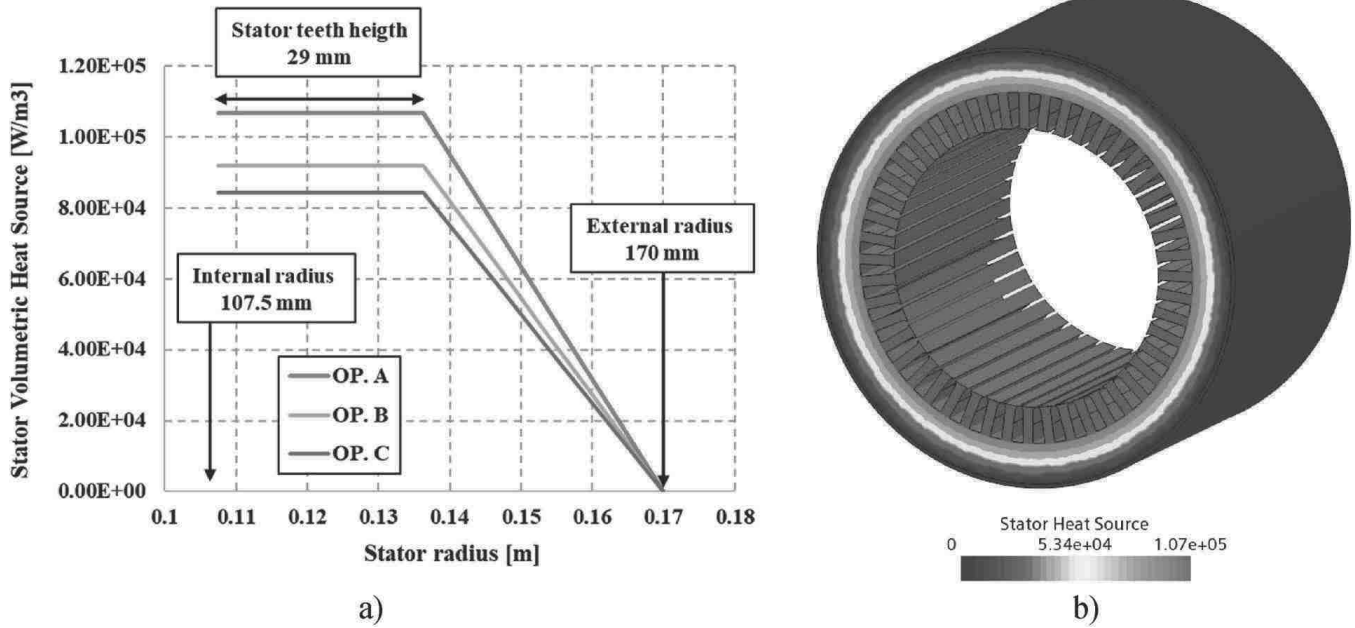 Stator teeth heigth
29 mm
Stator Volumetric Heat Source [W/m3]
1.20E+05
1.00E+05
8.00E+04
6.00E+04
4.00E+04
2.00E+04
0.00E+00
Internal radius
107.5 mm
External radius
170 mm
OP. A
OP. B
OP. C
0.1 0.11 0.12 0.13 0.14 0.15 0.16 0.17 0.18
Stator radius [m]
a)
Stator Heat Source
0 5.34e+04 1.07e+05
b)